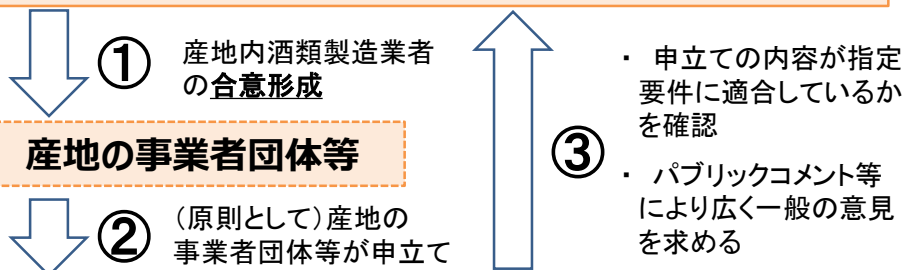 ①
産地内酒類製造業者
の合意形成
産地の事業者団体等
②
（原則として）産地の
事業者団体等が申立て
③
・ 申立ての内容が指定
要件に適合しているか
を確認
・ パブリックコメント等
により広く一般の意見
を求める